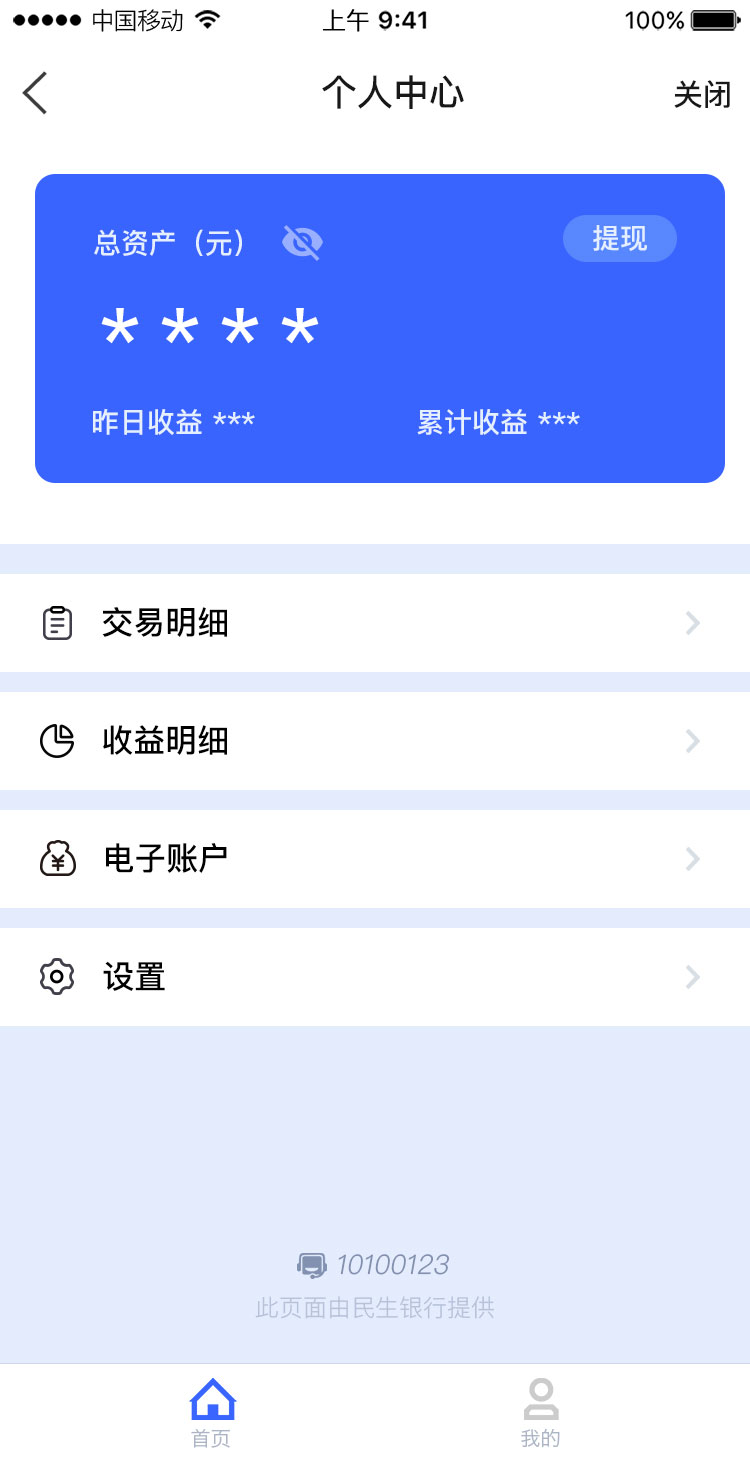 中国移动 上午 9:41 100%
个人中心 关闭
总资产（元） 提现
****
昨日收益 *** 累计收益 ***
交易明细
收益明细
电子账户
设置
10100123
此页面由民生银行提供
首页 我的